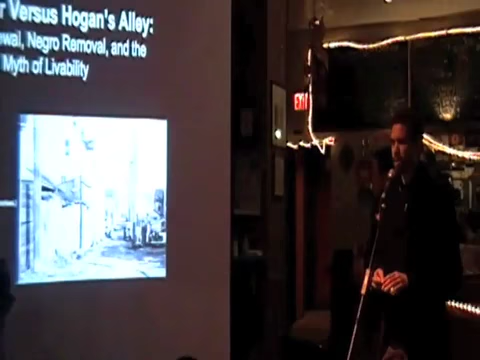 r Versus Hogan's Alley:
ewal, Negro Removal, and the
Myth of Livability
EXIT